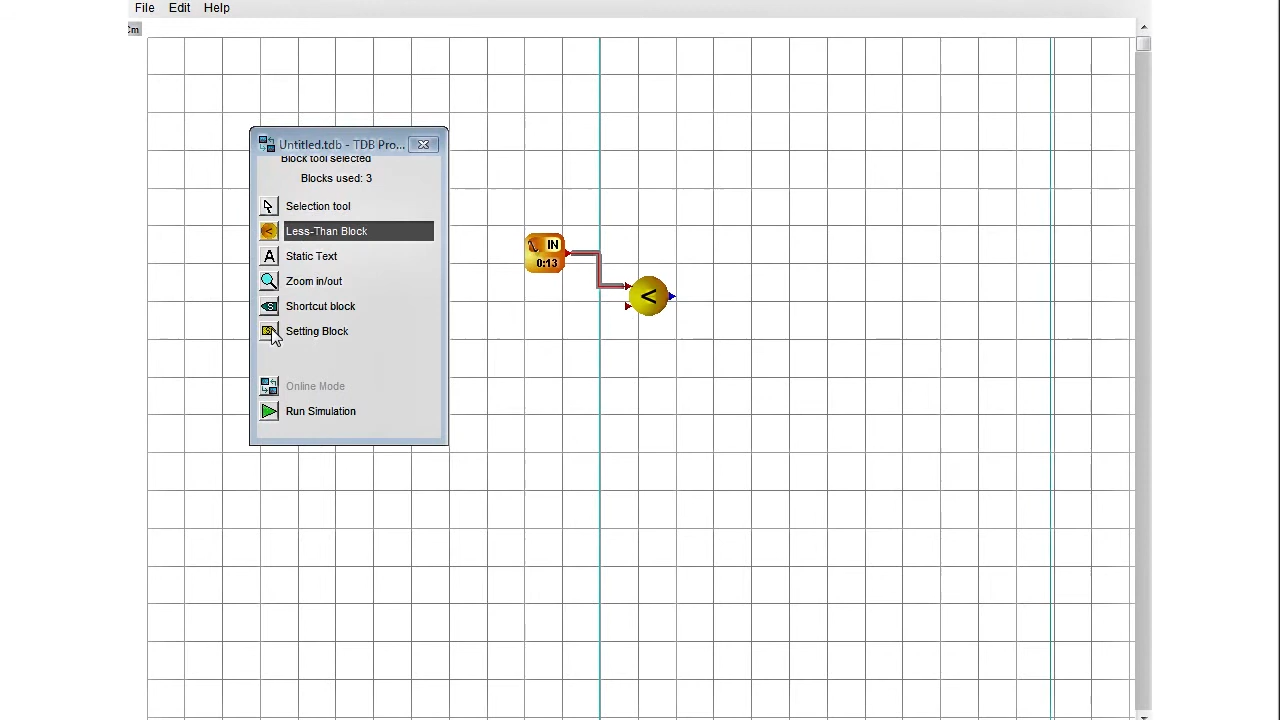 File Edit Help
Cm
Untitled.tdb - TDB Pro...
Block tool selected
Blocks used: 3
Selection tool
< Less-Than Block
A Static Text
Zoom in/out
S Shortcut block
Setting Block
Online Mode
Run Simulation
IN
0:13
<